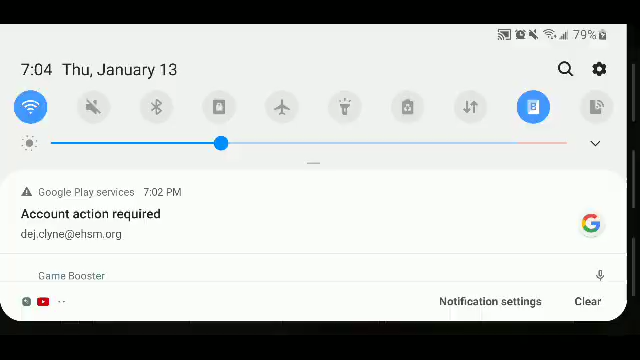 79%
7:04 Thu, January 13
Google Play services 7:02 PM
Account action required
dej.clyne@ehsm.org
Game Booster
Notification settings Clear